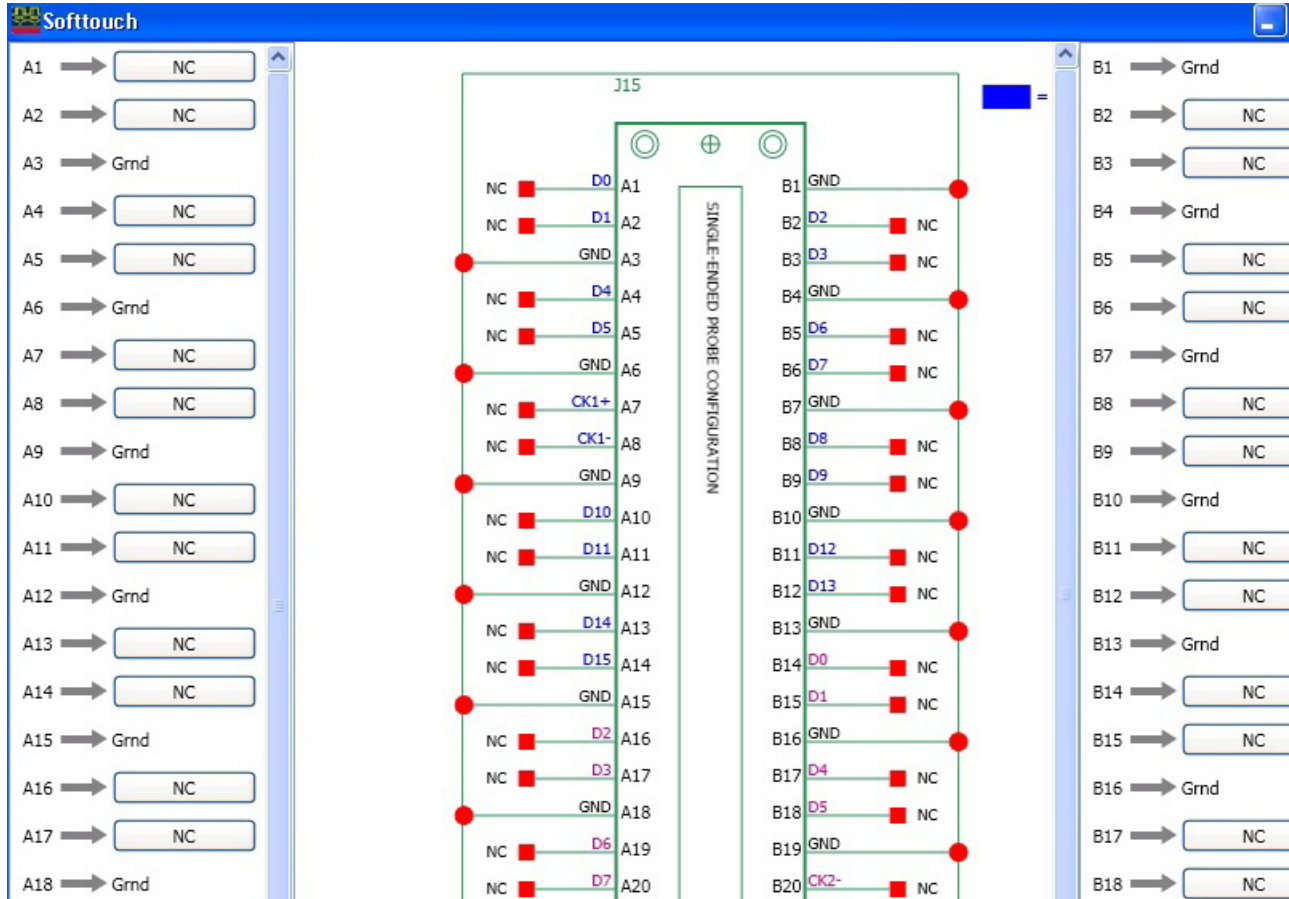 Softtouch
A1 NC
A2 NC
A3 Grnd
A4 NC
A5 NC
A6 Grnd
A7 NC
A8 NC
A9 Grnd
A10 NC
A11 NC
A12 Grnd
A13 NC
A14 NC
A15 Grnd
A16 NC
A17 NC
A18 Grnd
J15
=
NC D0 A1 B1 GND
NC D1 A2 B2 D2 NC
GND A3 B3 D3 NC
NC D4 A4 B4 GND
NC D5 A5 B5 D6 NC
GND A6 B6 D7 NC
NC CK1+ A7 B7 GND
NC CK1- A8 B8 D8 NC
GND A9 B9 D9 NC
NC D10 A10 B10 GND
NC D11 A11 B11 D12 NC
GND A12 B12 D13 NC
NC D14 A13 B13 GND
NC D15 A14 B14 D0 NC
GND A15 B15 D1 NC
NC D2 A16 B16 GND
NC D3 A17 B17 D4 NC
GND A18 B18 D5 NC
NC D6 A19 B19 GND
NC D7 A20 B20 CK2- NC
SINGLE-ENDED PROBE CONFIGURATION
B1 Grnd
B2 NC
B3 NC
B4 Grnd
B5 NC
B6 NC
B7 Grnd
B8 NC
B9 NC
B10 Grnd
B11 NC
B12 NC
B13 Grnd
B14 NC
B15 NC
B16 Grnd
B17 NC
B18 NC